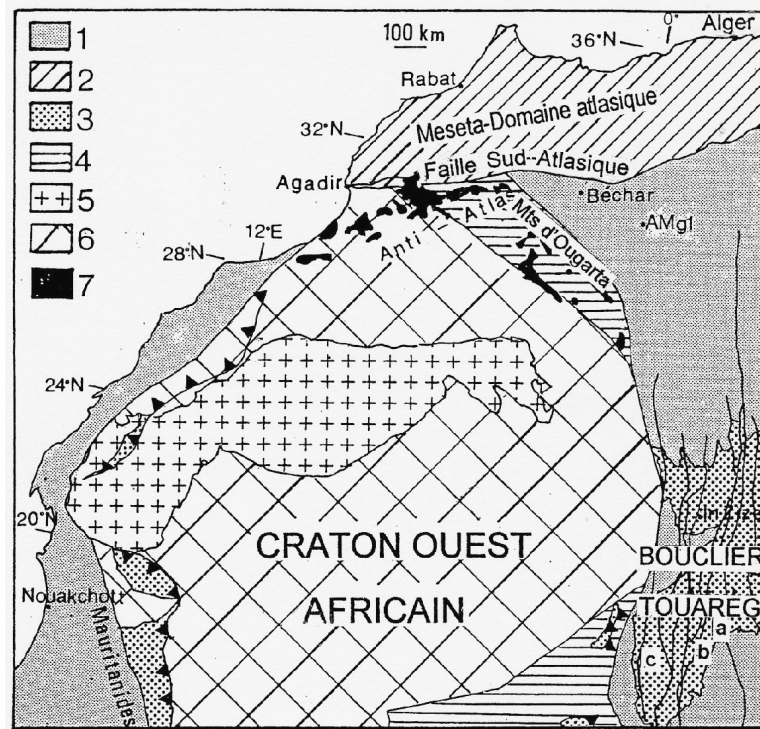 1
2
3
4
5
6
7
100 km
36°N
0°
Alger
Rabat
32°N
Meseta-Domaine atlasique
Faille Sud--Atlasique
Agadir
Béchar
AMg1
Anti - Atlas
Mts d'Ougarta
12°E
28°N
24°N
20°N
CRATON OUEST
AFRICAIN
BOUCLIER
TOUAREG
a
b
c
Nouakchott
Mauritanides